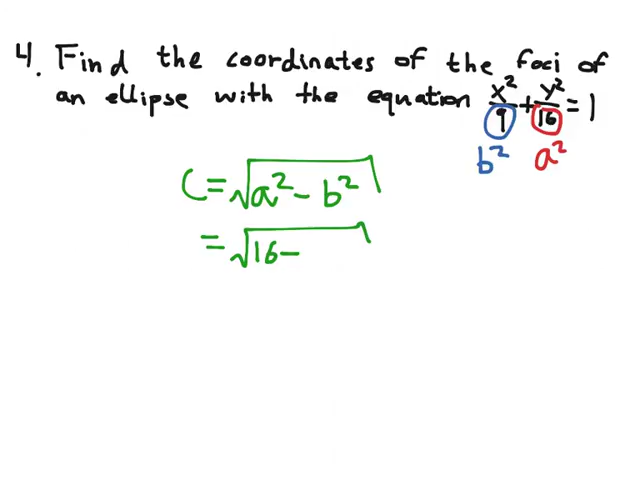 4. Find the coordinates of the foci of
an ellipse with the equation x²/9 + y²/16 = 1
b² a²
C = √(a² − b²)
= √(16 −